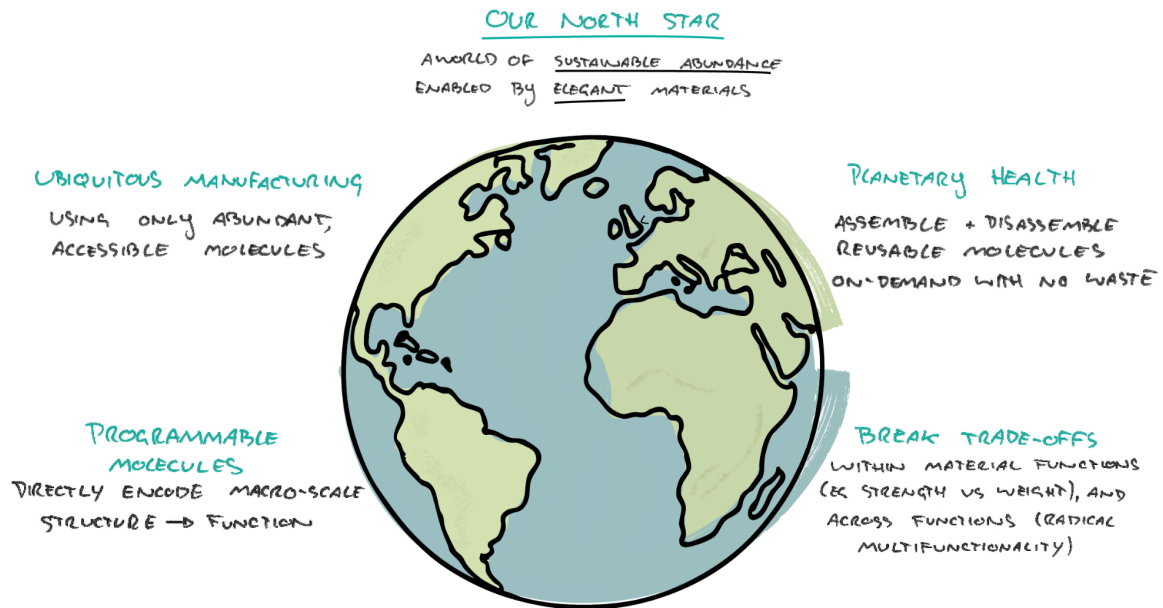 OUR NORTH STAR
A WORLD OF SUSTAINABLE ABUNDANCE
ENABLED BY ELEGANT MATERIALS
UBIQUITOUS MANUFACTURING
USING ONLY ABUNDANT,
ACCESSIBLE MOLECULES
PLANETARY HEALTH
ASSEMBLE + DISASSEMBLE
REUSABLE MOLECULES
ON-DEMAND WITH NO WASTE
PROGRAMMABLE
MOLECULES
DIRECTLY ENCODE MACRO-SCALE
STRUCTURE → FUNCTION
BREAK TRADE-OFFS
WITHIN MATERIAL FUNCTIONS
(EG STRENGTH VS WEIGHT), AND
ACROSS FUNCTIONS (RADICAL
MULTIFUNCTIONALITY)